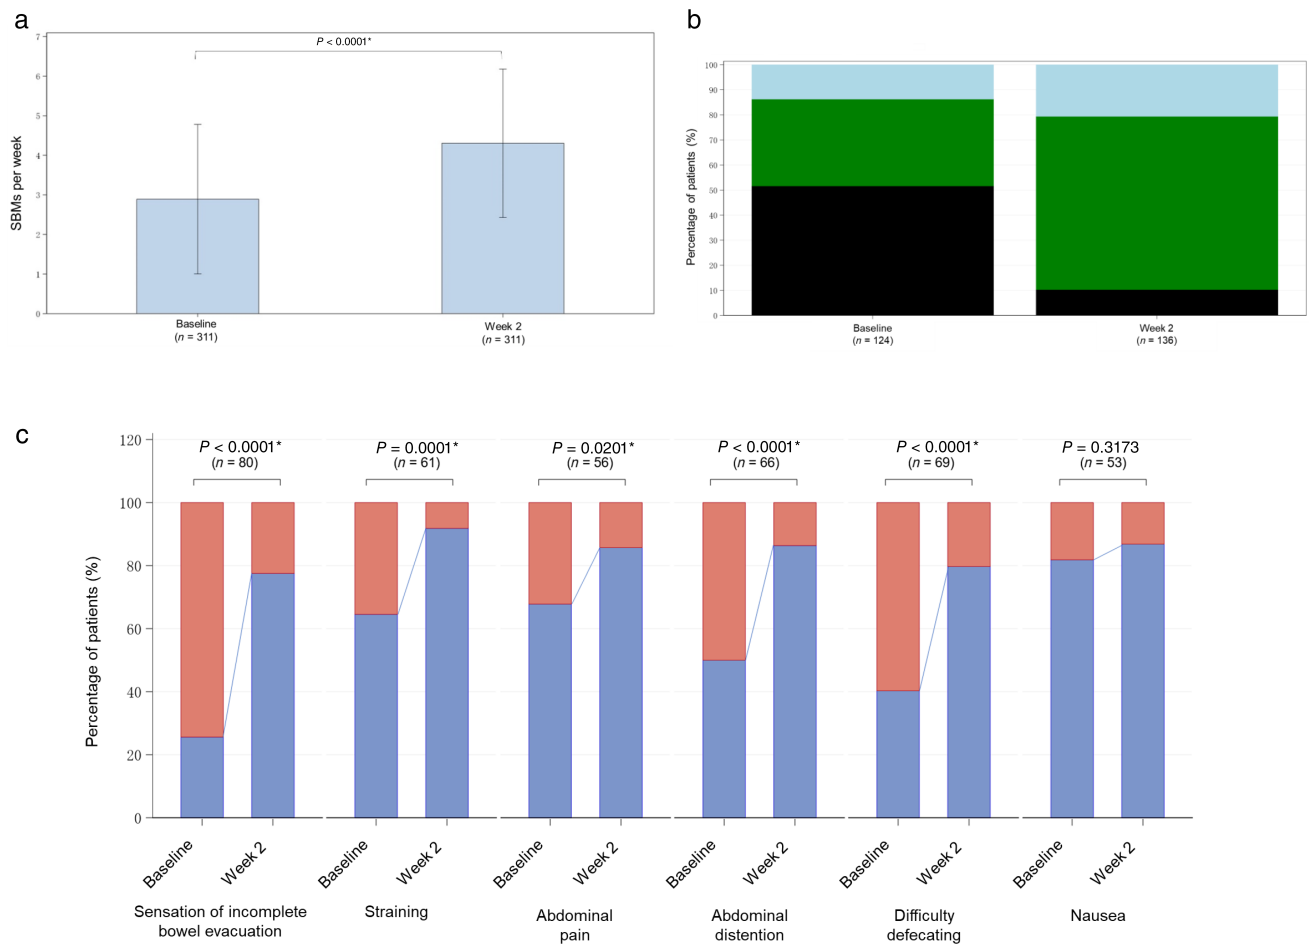 a
P < 0.0001*
7
6
5
4
3
2
1
0
SBMs per week
Baseline
(n = 311)
Week 2
(n = 311)
b
100
90
80
70
60
50
40
30
20
10
0
Percentage of patients (%)
Baseline
(n = 124)
Week 2
(n = 136)
c
120
100
80
60
40
20
0
Percentage of patients (%)
P < 0.0001*
(n = 80)
P = 0.0001*
(n = 61)
P = 0.0201*
(n = 56)
P < 0.0001*
(n = 66)
P < 0.0001*
(n = 69)
P = 0.3173
(n = 53)
Baseline
Week 2
Baseline
Week 2
Baseline
Week 2
Baseline
Week 2
Baseline
Week 2
Baseline
Week 2
Sensation of incomplete
bowel evacuation
Straining
Abdominal
pain
Abdominal
distention
Difficulty
defecating
Nausea